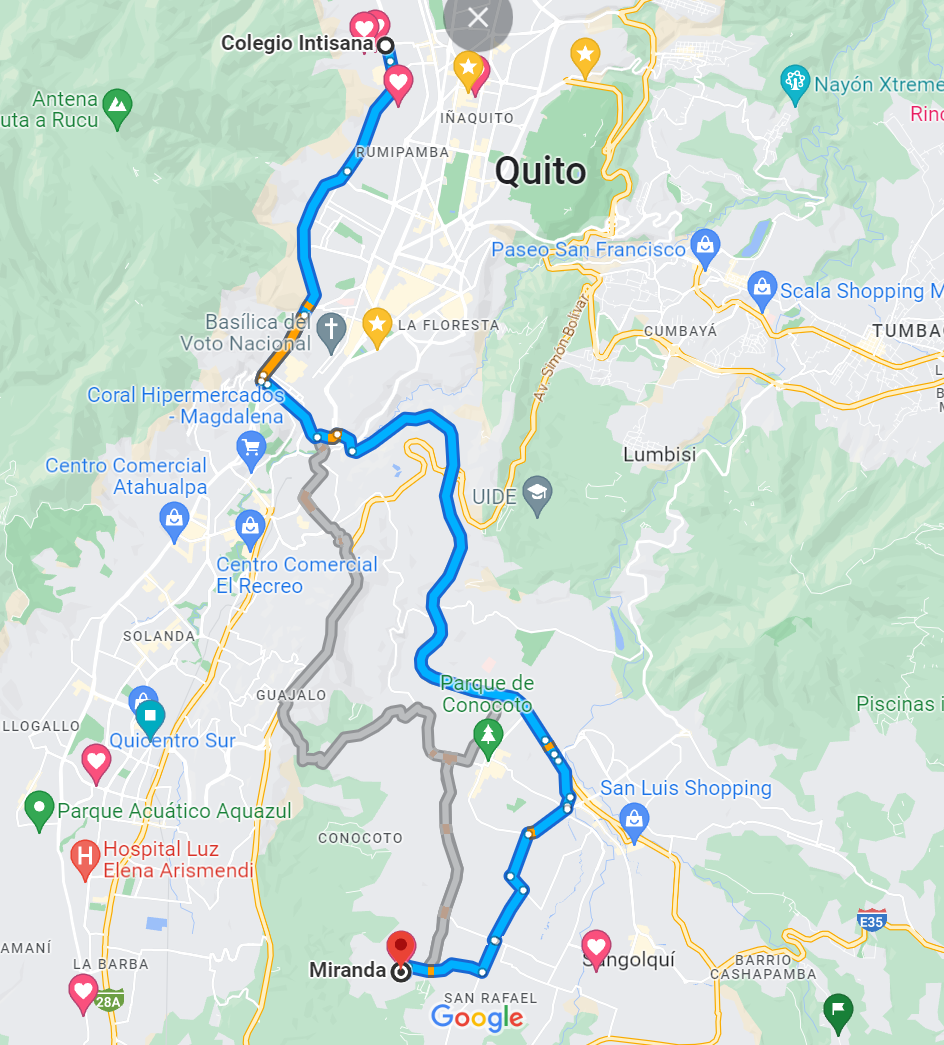 Colegio Intisana
Antena
uta a Rucu
IÑAQUITO
Nayón Xtreme
RUMIPAMBA
Quito
Paseo San Francisco
Scala Shopping M
Basílica del
Voto Nacional
LA FLORESTA
Av. Simón Bolívar
CUMBAYÁ
TUMBA
Coral Hipermercados
- Magdalena
Centro Comercial
Atahualpa
Lumbisi
UIDE
Centro Comercial
El Recreo
SOLANDA
GUAJALO
Parque de
Conocoto
LLOGALLO
Piscinas i
Quicentro Sur
San Luis Shopping
Parque Acuático Aquazul
CONOCOTO
H
Hospital Luz
Elena Arismendi
E35
AMANÍ
LA BARBA
Miranda
Sangolquí
BARRIO
CASHAPAMBA
SAN RAFAEL
28A
Google